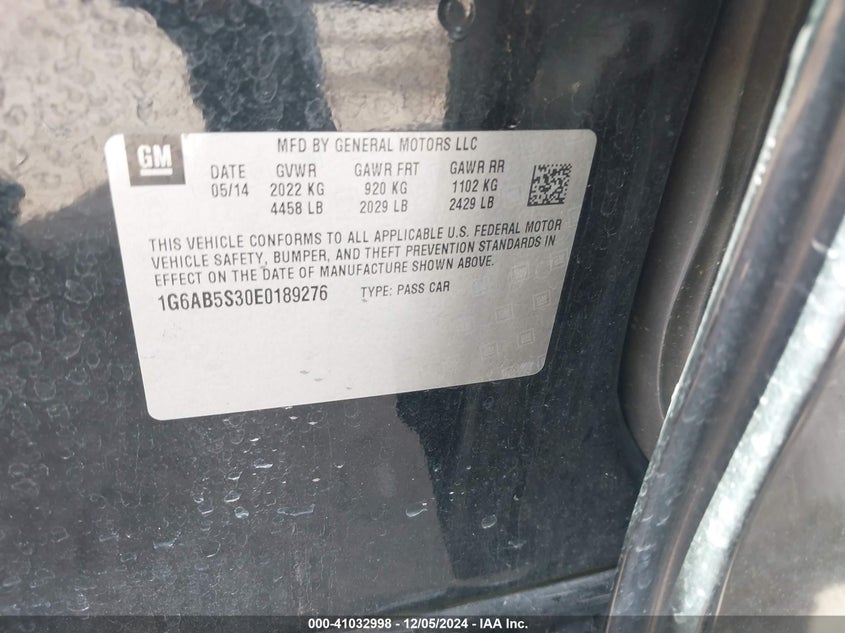 GM
MFD BY GENERAL MOTORS LLC
DATE GVWR GAWR FRT GAWR RR
05/14 2022 KG 920 KG 1102 KG
4458 LB 2029 LB 2429 LB
THIS VEHICLE CONFORMS TO ALL APPLICABLE U.S. FEDERAL MOTOR
VEHICLE SAFETY, BUMPER, AND THEFT PREVENTION STANDARDS IN
EFFECT ON THE DATE OF MANUFACTURE SHOWN ABOVE.
1G6AB5S30E0189276 TYPE: PASS CAR
000-41032998 - 12/05/2024 - IAA Inc.